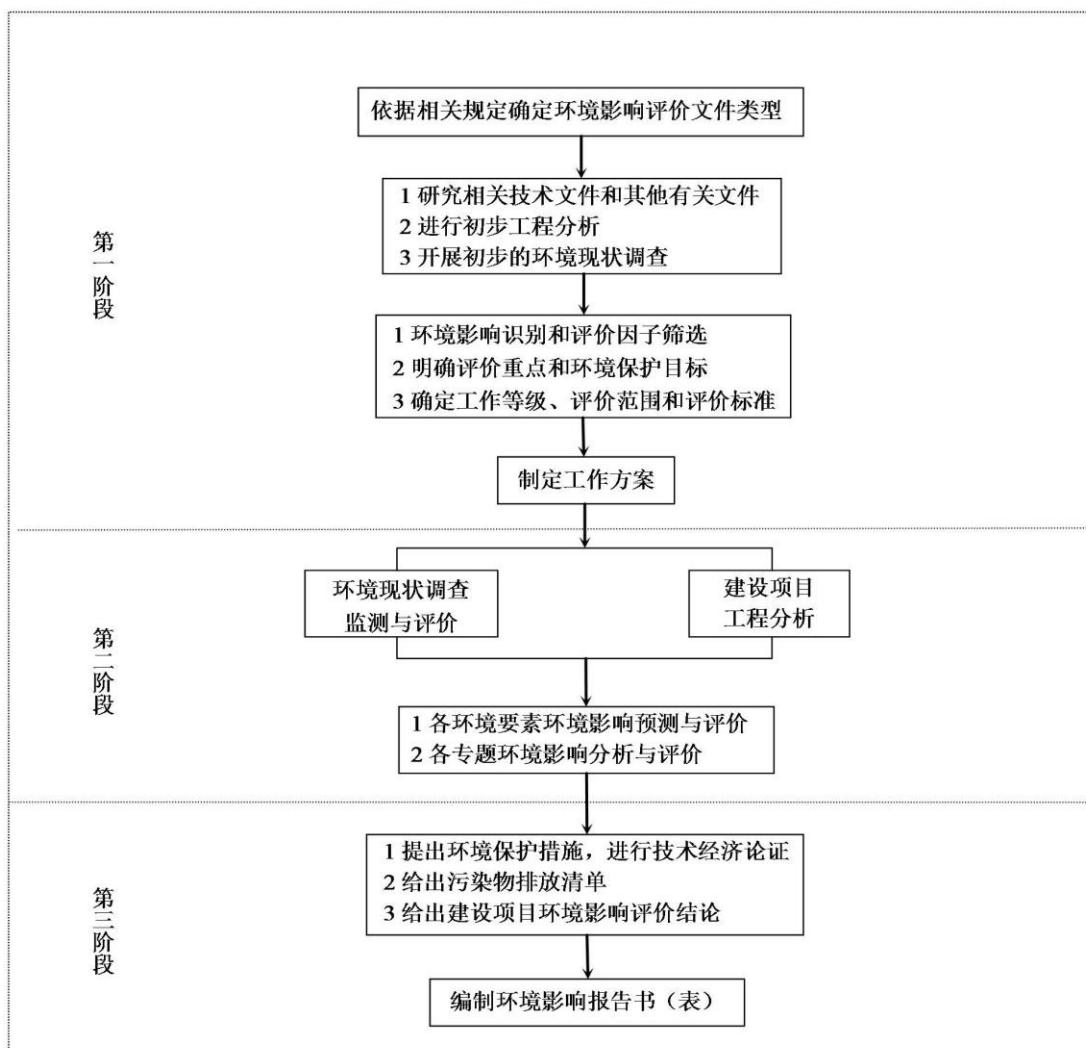 依据相关规定确定环境影响评价文件类型
1 研究相关技术文件和其他有关文件
2 进行初步工程分析
3 开展初步的环境现状调查
第一阶段
1 环境影响识别和评价因子筛选
2 明确评价重点和环境保护目标
3 确定工作等级、评价范围和评价标准
制定工作方案
第二阶段
环境现状调查
监测与评价
建设项目
工程分析
1 各环境要素环境影响预测与评价
2 各专题环境影响分析与评价
第三阶段
1 提出环境保护措施，进行技术经济论证
2 给出污染物排放清单
3 给出建设项目环境影响评价结论
编制环境影响报告书（表）